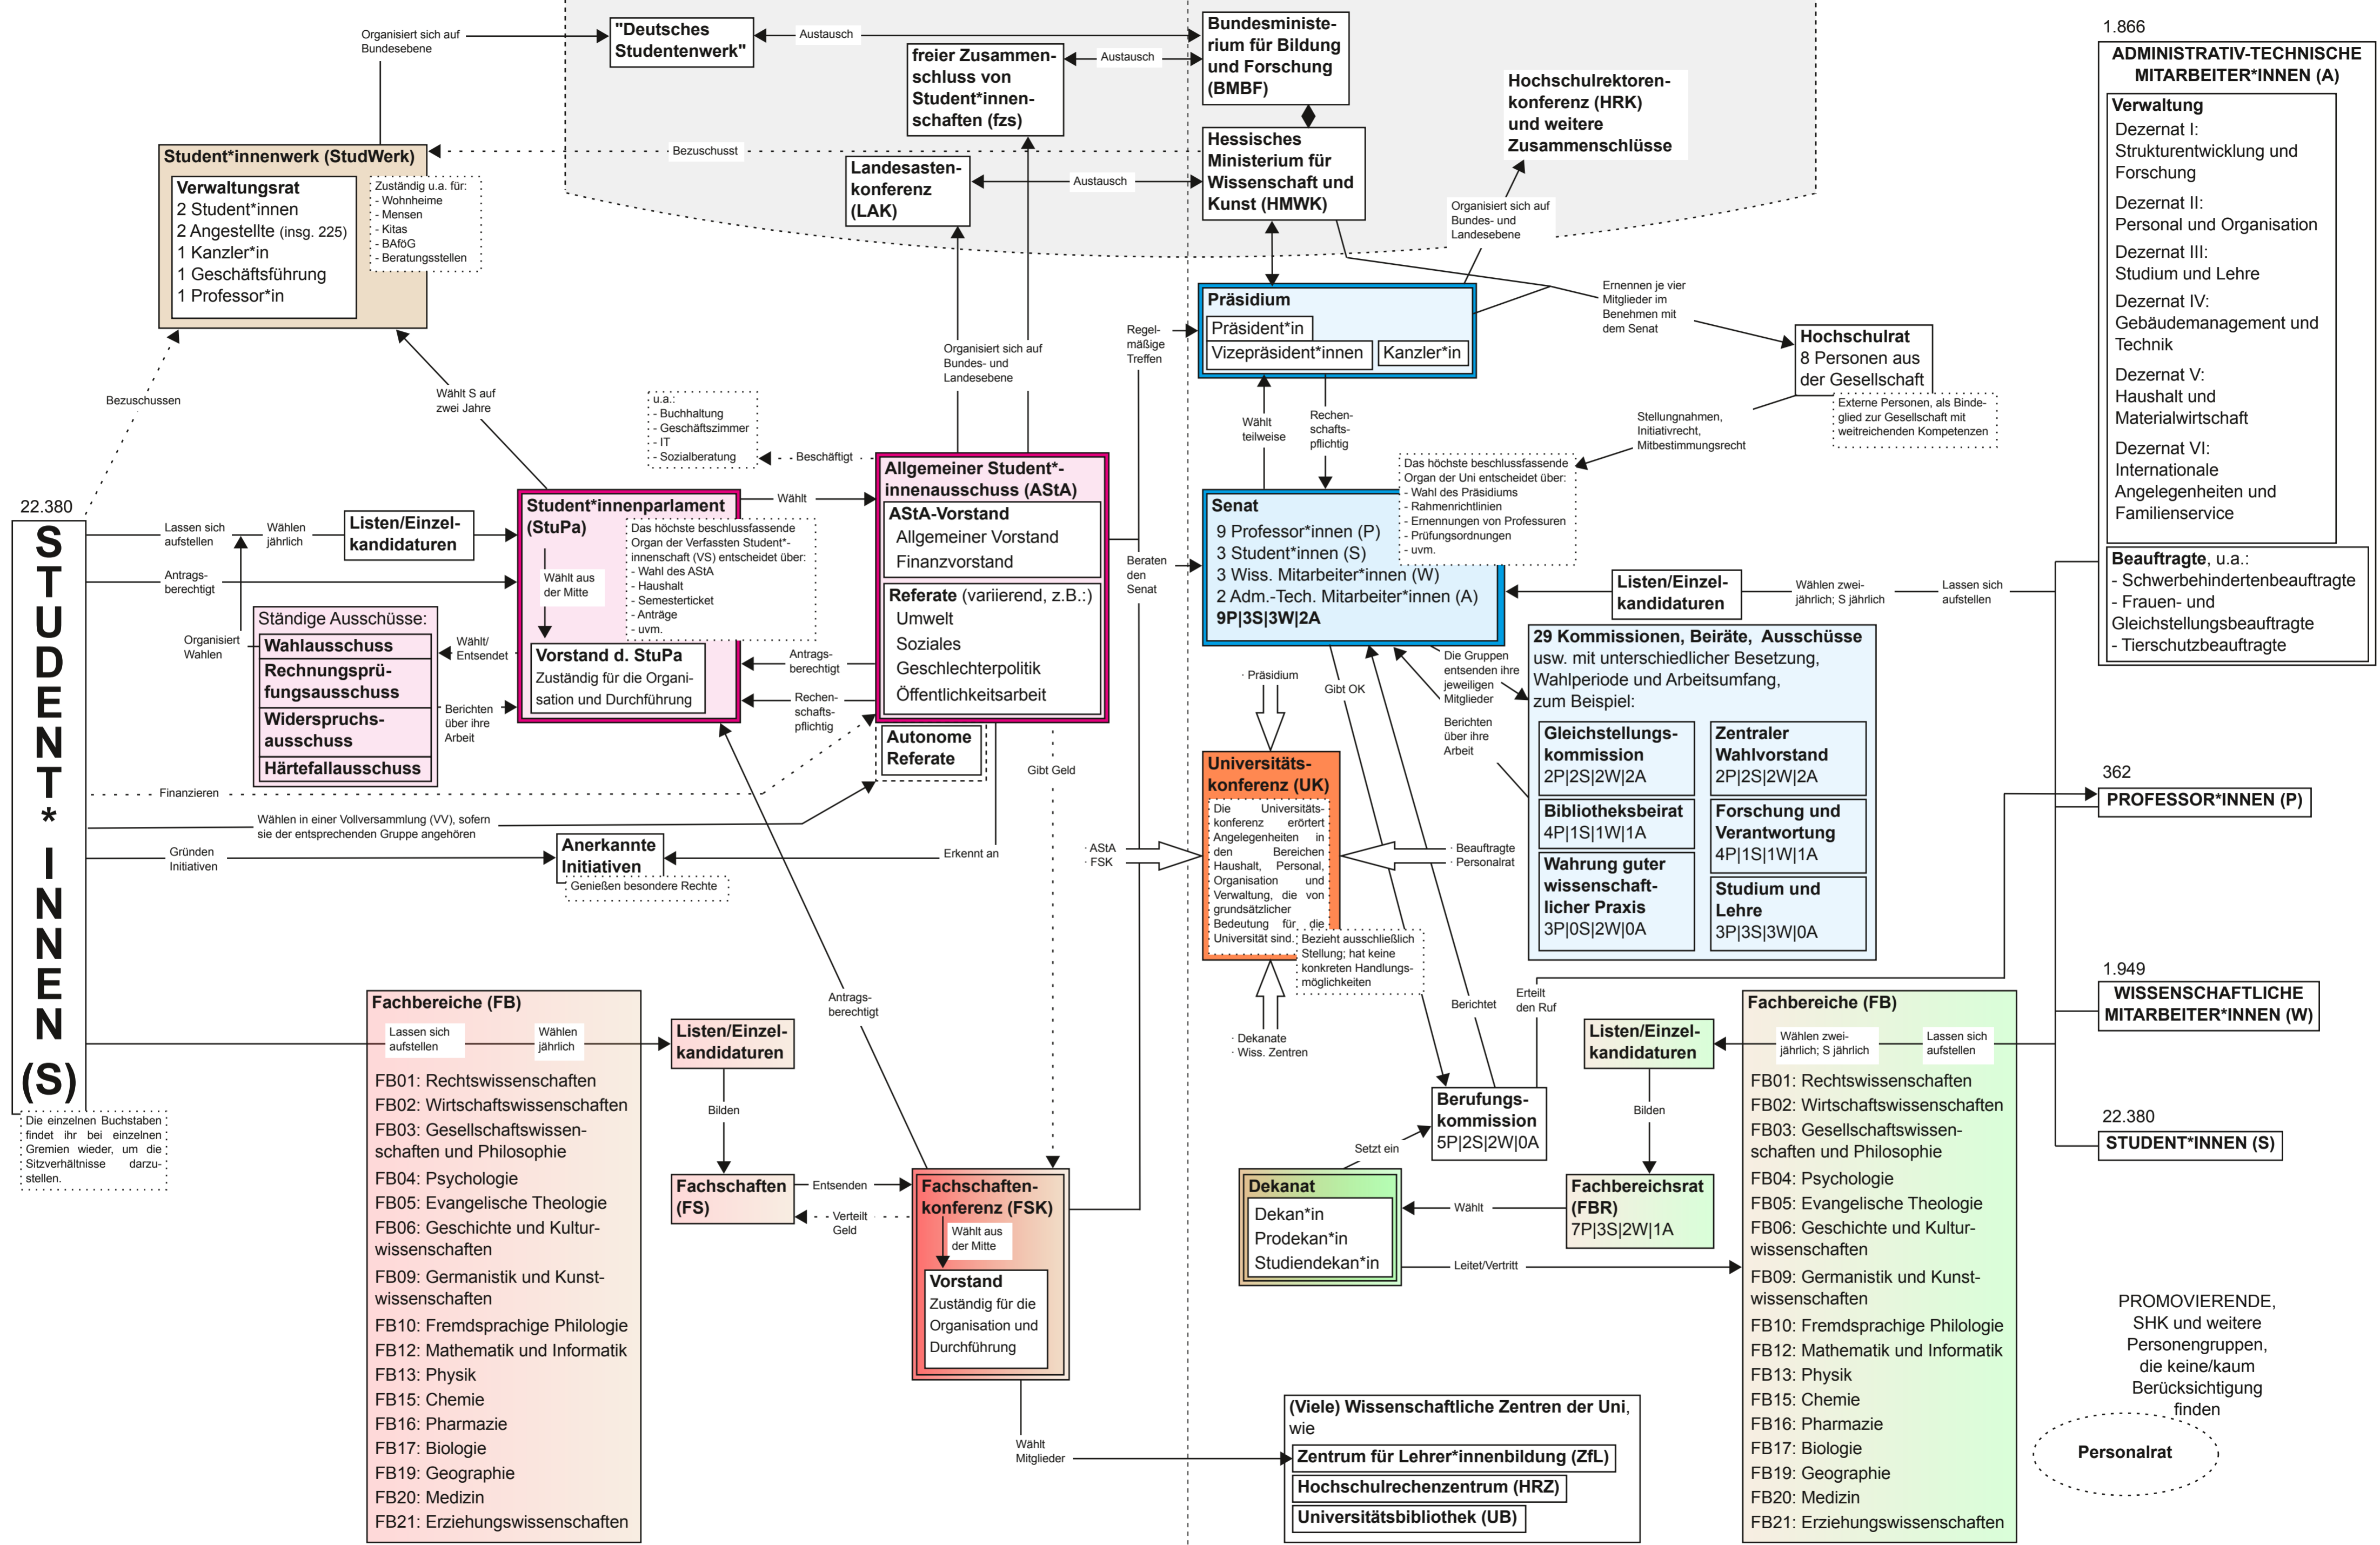 Organisiert sich auf
Bundesebene
"Deutsches
Studentenwerk"
Austausch
freier Zusammen-
schluss von
Student*innen-
schaften (fzs)
Austausch
Bundesministe-
rium für Bildung
und Forschung
(BMBF)
Hochschulrektoren-
konferenz (HRK)
und weitere
Zusammenschlüsse
Bezuschusst
Landesasten-
konferenz
(LAK)
Austausch
Hessisches
Ministerium für
Wissenschaft und
Kunst (HMWK)
Organisiert sich auf
Bundes- und
Landesebene
Student*innenwerk (StudWerk)
Verwaltungsrat
2 Student*innen
2 Angestellte (insg. 225)
1 Kanzler*in
1 Geschäftsführung
1 Professor*in
Zuständig u.a. für:
- Wohnheime
- Mensen
- Kitas
- BAföG
- Beratungsstellen
Bezuschussen
Wählt S auf
zwei Jahre
Organisiert sich auf
Bundes- und
Landesebene
Regel-
mäßige
Treffen
Präsidium
Präsident*in
Vizepräsident*innen
Kanzler*in
Ernennen je vier
Mitglieder im
Benehmen mit
dem Senat
Hochschulrat
8 Personen aus
der Gesellschaft
Externe Personen, als Binde-
glied zur Gesellschaft mit
weitreichenden Kompetenzen
Stellungnahmen,
Initiativrecht,
Mitbestimmungsrecht
Wählt
teilweise
Rechen-
schafts-
pflichtig
1.866
ADMINISTRATIV-TECHNISCHE
MITARBEITER*INNEN (A)
Verwaltung
Dezernat I:
Strukturentwicklung und
Forschung
Dezernat II:
Personal und Organisation
Dezernat III:
Studium und Lehre
Dezernat IV:
Gebäudemanagement und
Technik
Dezernat V:
Haushalt und
Materialwirtschaft
Dezernat VI:
Internationale
Angelegenheiten und
Familienservice
Beauftragte, u.a.:
- Schwerbehindertenbeauftragte
- Frauen- und
Gleichstellungsbeauftragte
- Tierschutzbeauftragte
22.380
STUDENT*INNEN (S)
Die einzelnen Buchstaben
findet ihr bei einzelnen
Gremien wieder, um die
Sitzverhältnisse darzu-
stellen.
Lassen sich
aufstellen
Wählen
jährlich
Listen/Einzel-
kandidaturen
Antrags-
berechtigt
Organisiert
Wahlen
Ständige Ausschüsse:
Wahlausschuss
Rechnungsprü-
fungsausschuss
Widerspruchs-
ausschuss
Härtefallausschuss
Wählt/
Entsendet
Berichten
über ihre
Arbeit
Student*innenparlament
(StuPa)
Das höchste beschlussfassende
Organ der Verfassten Student*-
innenschaft (VS) entscheidet über:
- Wahl des AStA
- Haushalt
- Semesterticket
- Anträge
- uvm.
Wählt aus
der Mitte
Vorstand d. StuPa
Zuständig für die Organi-
sation und Durchführung
u.a.:
- Buchhaltung
- Geschäftszimmer
- IT
- Sozialberatung
Beschäftigt
Wählt
Antrags-
berechtigt
Rechen-
schafts-
pflichtig
Allgemeiner Student*-
innenausschuss (AStA)
AStA-Vorstand
Allgemeiner Vorstand
Finanzvorstand
Referate (variierend, z.B.:)
Umwelt
Soziales
Geschlechterpolitik
Öffentlichkeitsarbeit
Autonome
Referate
Beraten
den
Senat
Gibt Geld
Finanzieren
Wählen in einer Vollversammlung (VV), sofern
sie der entsprechenden Gruppe angehören
Gründen
Initiativen
Anerkannte
Initiativen
Genießen besondere Rechte
Erkennt an
Senat
9 Professor*innen (P)
3 Student*innen (S)
3 Wiss. Mitarbeiter*innen (W)
2 Adm.-Tech. Mitarbeiter*innen (A)
9P|3S|3W|2A
Das höchste beschlussfassende
Organ der Uni entscheidet über:
- Wahl des Präsidiums
- Rahmenrichtlinien
- Ernennungen von Professuren
- Prüfungsordnungen
- uvm.
Listen/Einzel-
kandidaturen
Wählen zwei-
jährlich; S jährlich
Lassen sich
aufstellen
Die Gruppen
entsenden ihre
jeweiligen
Mitglieder
Berichten
über ihre
Arbeit
Gibt OK
29 Kommissionen, Beiräte, Ausschüsse
usw. mit unterschiedlicher Besetzung,
Wahlperiode und Arbeitsumfang,
zum Beispiel:
Gleichstellungs-
kommission
2P|2S|2W|2A
Zentraler
Wahlvorstand
2P|2S|2W|2A
Bibliotheksbeirat
4P|1S|1W|1A
Forschung und
Verantwortung
4P|1S|1W|1A
Wahrung guter
wissenschaft-
licher Praxis
3P|0S|2W|0A
Studium und
Lehre
3P|3S|3W|0A
· Präsidium
Universitäts-
konferenz (UK)
Die Universitäts-
konferenz erörtert
Angelegenheiten in
den Bereichen
Haushalt, Personal,
Organisation und
Verwaltung, die von
grundsätzlicher
Bedeutung für die
Universität sind.
Bezieht ausschließlich
Stellung; hat keine
konkreten Handlungs-
möglichkeiten
· AStA
· FSK
· Beauftragte
· Personalrat
· Dekanate
· Wiss. Zentren
Berichtet
Erteilt
den Ruf
362
PROFESSOR*INNEN (P)
1.949
WISSENSCHAFTLICHE
MITARBEITER*INNEN (W)
22.380
STUDENT*INNEN (S)
Fachbereiche (FB)
Lassen sich
aufstellen
Wählen
jährlich
FB01: Rechtswissenschaften
FB02: Wirtschaftswissenschaften
FB03: Gesellschaftswissen-
schaften und Philosophie
FB04: Psychologie
FB05: Evangelische Theologie
FB06: Geschichte und Kultur-
wissenschaften
FB09: Germanistik und Kunst-
wissenschaften
FB10: Fremdsprachige Philologie
FB12: Mathematik und Informatik
FB13: Physik
FB15: Chemie
FB16: Pharmazie
FB17: Biologie
FB19: Geographie
FB20: Medizin
FB21: Erziehungswissenschaften
Listen/Einzel-
kandidaturen
Bilden
Fachschaften
(FS)
Entsenden
Verteilt
Geld
Antrags-
berechtigt
Fachschaften-
konferenz (FSK)
Wählt aus
der Mitte
Vorstand
Zuständig für die
Organisation und
Durchführung
Wählt
Mitglieder
Berufungs-
kommission
5P|2S|2W|0A
Setzt ein
Dekanat
Dekan*in
Prodekan*in
Studiendekan*in
Wählt
Leitet/Vertritt
Listen/Einzel-
kandidaturen
Bilden
Fachbereichsrat
(FBR)
7P|3S|2W|1A
Fachbereiche (FB)
Wählen zwei-
jährlich; S jährlich
Lassen sich
aufstellen
FB01: Rechtswissenschaften
FB02: Wirtschaftswissenschaften
FB03: Gesellschaftswissen-
schaften und Philosophie
FB04: Psychologie
FB05: Evangelische Theologie
FB06: Geschichte und Kultur-
wissenschaften
FB09: Germanistik und Kunst-
wissenschaften
FB10: Fremdsprachige Philologie
FB12: Mathematik und Informatik
FB13: Physik
FB15: Chemie
FB16: Pharmazie
FB17: Biologie
FB19: Geographie
FB20: Medizin
FB21: Erziehungswissenschaften
(Viele) Wissenschaftliche Zentren der Uni,
wie
Zentrum für Lehrer*innenbildung (ZfL)
Hochschulrechenzentrum (HRZ)
Universitätsbibliothek (UB)
PROMOVIERENDE,
SHK und weitere
Personengruppen,
die keine/kaum
Berücksichtigung
finden
Personalrat